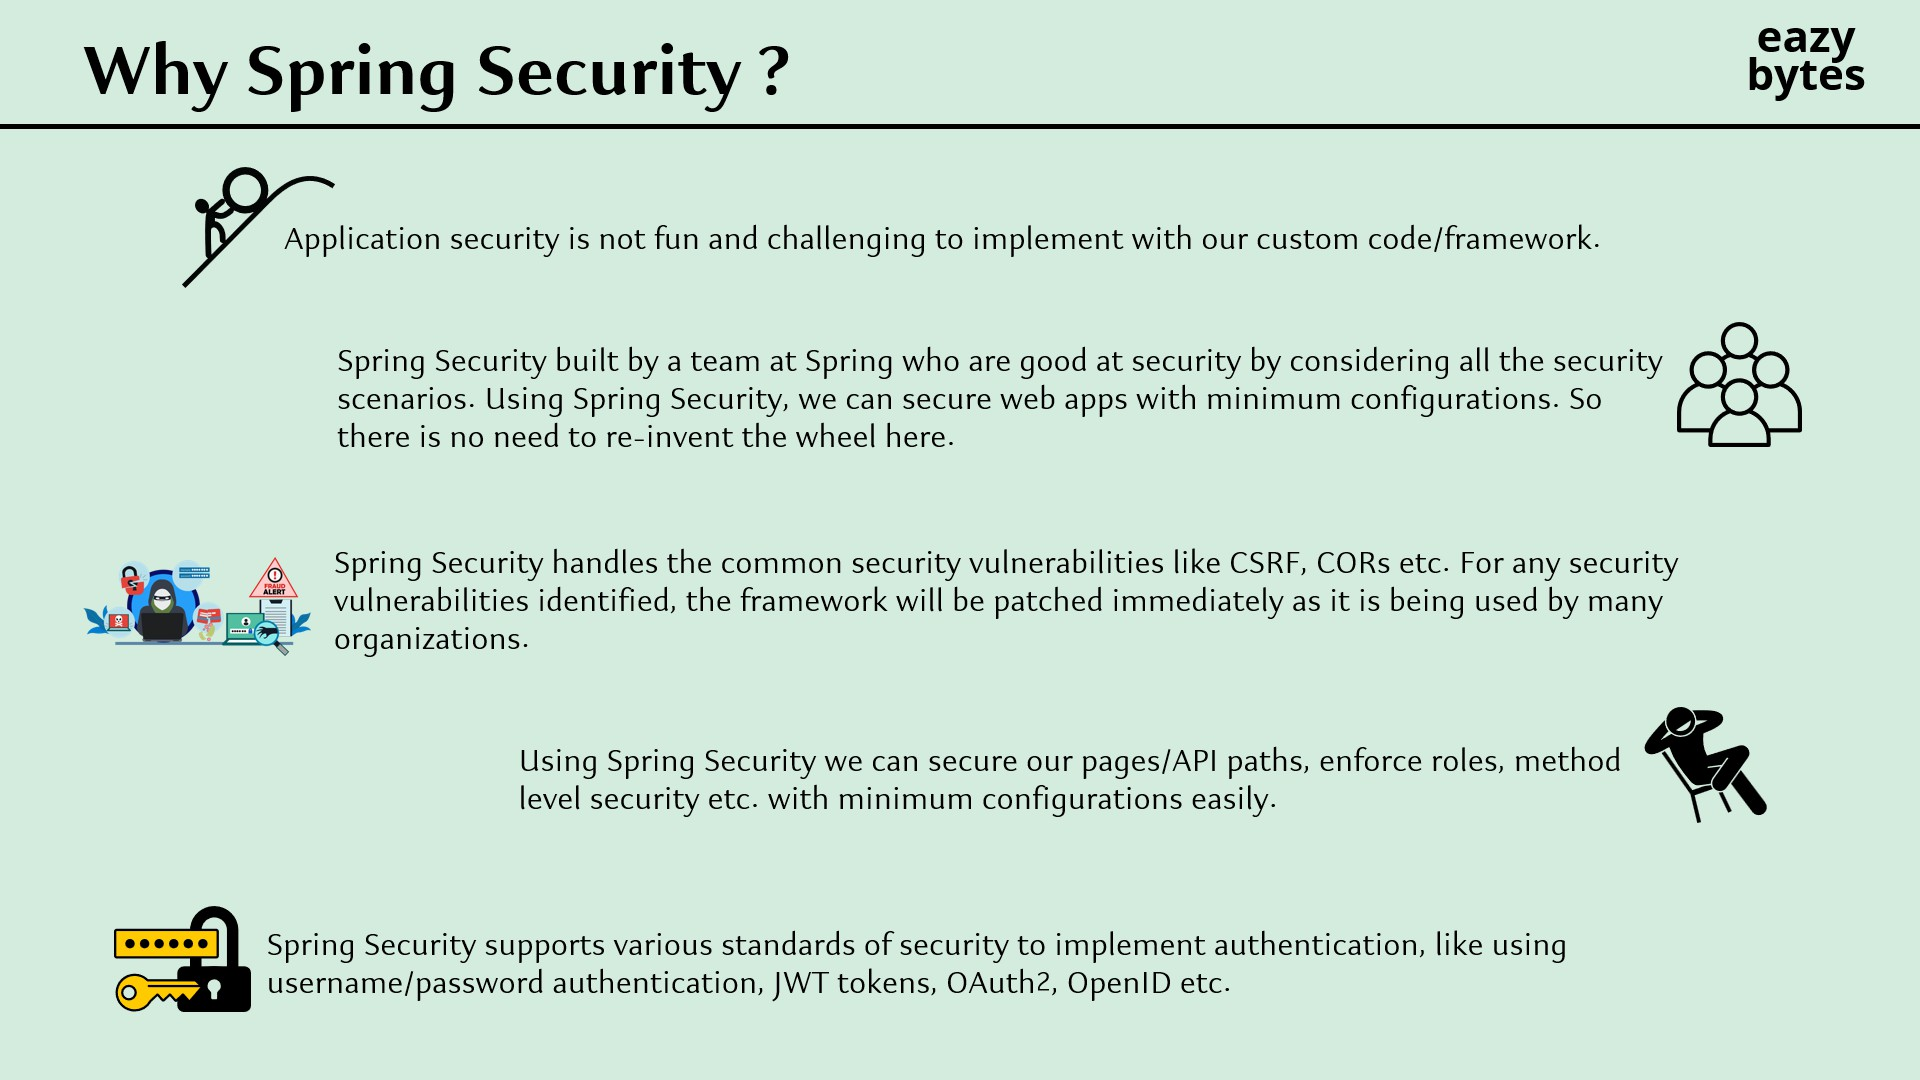 Why Spring Security ?
eazy
bytes
Application security is not fun and challenging to implement with our custom code/framework.
Spring Security built by a team at Spring who are good at security by considering all the security
scenarios. Using Spring Security, we can secure web apps with minimum configurations. So
there is no need to re-invent the wheel here.
FRAUD
ALERT
Spring Security handles the common security vulnerabilities like CSRF, CORs etc. For any security
vulnerabilities identified, the framework will be patched immediately as it is being used by many
organizations.
Using Spring Security we can secure our pages/API paths, enforce roles, method
level security etc. with minimum configurations easily.
Spring Security supports various standards of security to implement authentication, like using
username/password authentication, JWT tokens, OAuth2, OpenID etc.